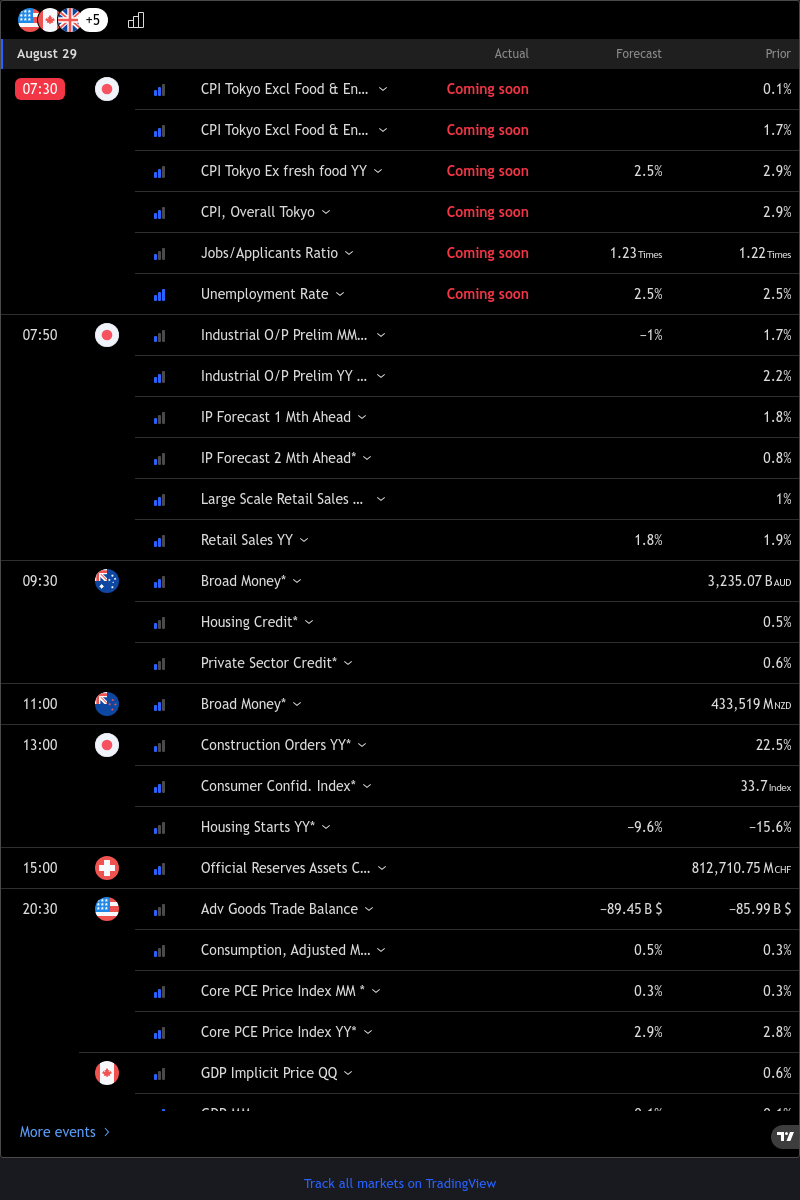 +5
August 29 Actual Forecast Prior
07:30 CPI Tokyo Excl Food & En... Coming soon 0.1%
CPI Tokyo Excl Food & En... Coming soon 1.7%
CPI Tokyo Ex fresh food YY Coming soon 2.5% 2.9%
CPI, Overall Tokyo Coming soon 2.9%
Jobs/Applicants Ratio Coming soon 1.23 Times 1.22 Times
Unemployment Rate Coming soon 2.5% 2.5%
07:50 Industrial O/P Prelim MM... −1% 1.7%
Industrial O/P Prelim YY ... 2.2%
IP Forecast 1 Mth Ahead 1.8%
IP Forecast 2 Mth Ahead* 0.8%
Large Scale Retail Sales ... 1%
Retail Sales YY 1.8% 1.9%
09:30 Broad Money* 3,235.07 B AUD
Housing Credit* 0.5%
Private Sector Credit* 0.6%
11:00 Broad Money* 433,519 M NZD
13:00 Construction Orders YY* 22.5%
Consumer Confid. Index* 33.7 Index
Housing Starts YY* −9.6% −15.6%
15:00 Official Reserves Assets C... 812,710.75 M CHF
20:30 Adv Goods Trade Balance −89.45 B $ −85.99 B $
Consumption, Adjusted M... 0.5% 0.3%
Core PCE Price Index MM * 0.3% 0.3%
Core PCE Price Index YY* 2.9% 2.8%
GDP Implicit Price QQ 0.6%
More events
Track all markets on TradingView